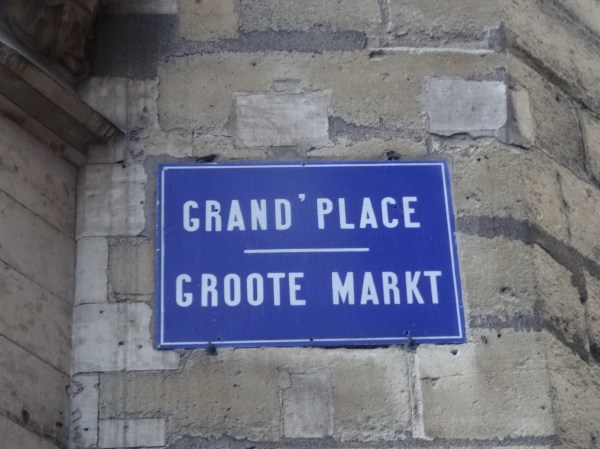 GRAND' PLACE
GROOTE MARKT